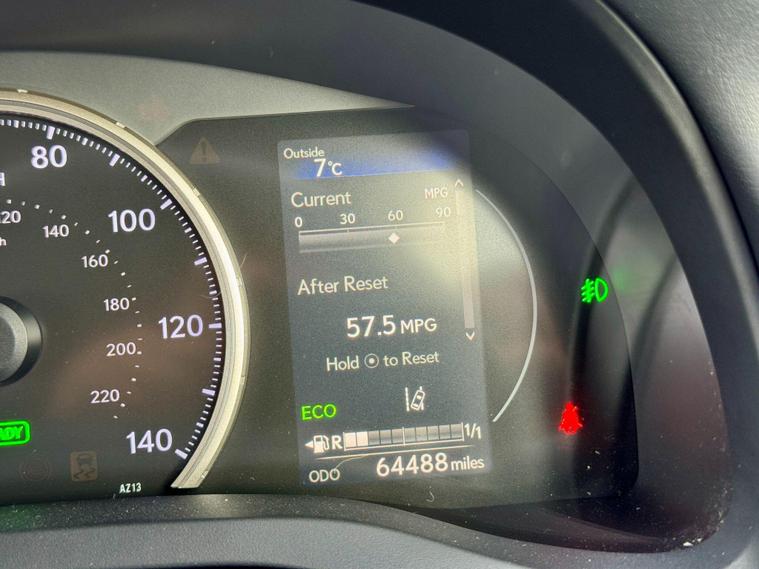 80
100
120
140
120
140
160
180
200
220
AZ13
Outside
7°C
Current MPG
0 30 60 90
After Reset
57.5 MPG
Hold to Reset
ECO
R 1/1
ODO 64488 miles